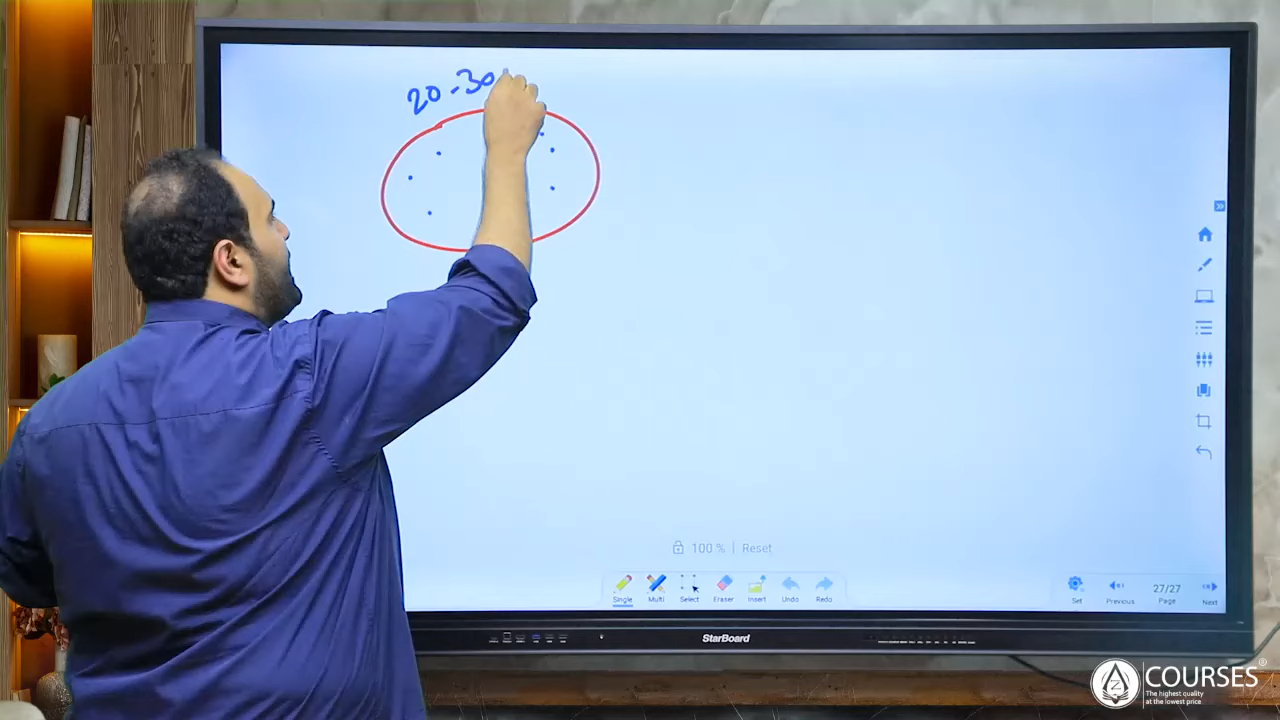 20-30
100 %
Reset
Single
Multi
Select
Eraser
Insert
Undo
Redo
Set
Previous
27/27
Page
Next
StarBoard
COURSES®
The highest quality
at the lowest price